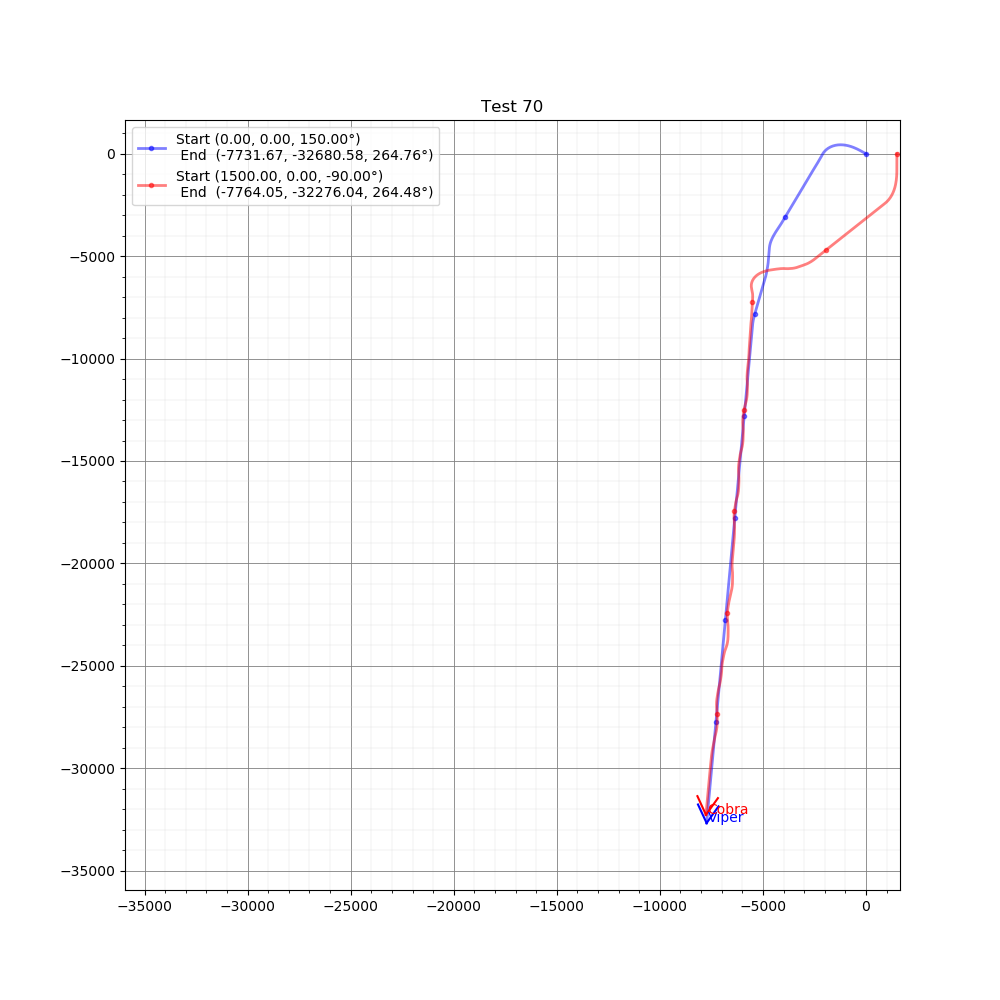 Test 70
Start (0.00, 0.00, 150.00°)
End (-7731.67, -32680.58, 264.76°)
Start (1500.00, 0.00, -90.00°)
End (-7764.05, -32276.04, 264.48°)
0
−5000
−10000
−15000
−20000
−25000
−30000
−35000
Cobra
Viper
−35000 −30000 −25000 −20000 −15000 −10000 −5000 0